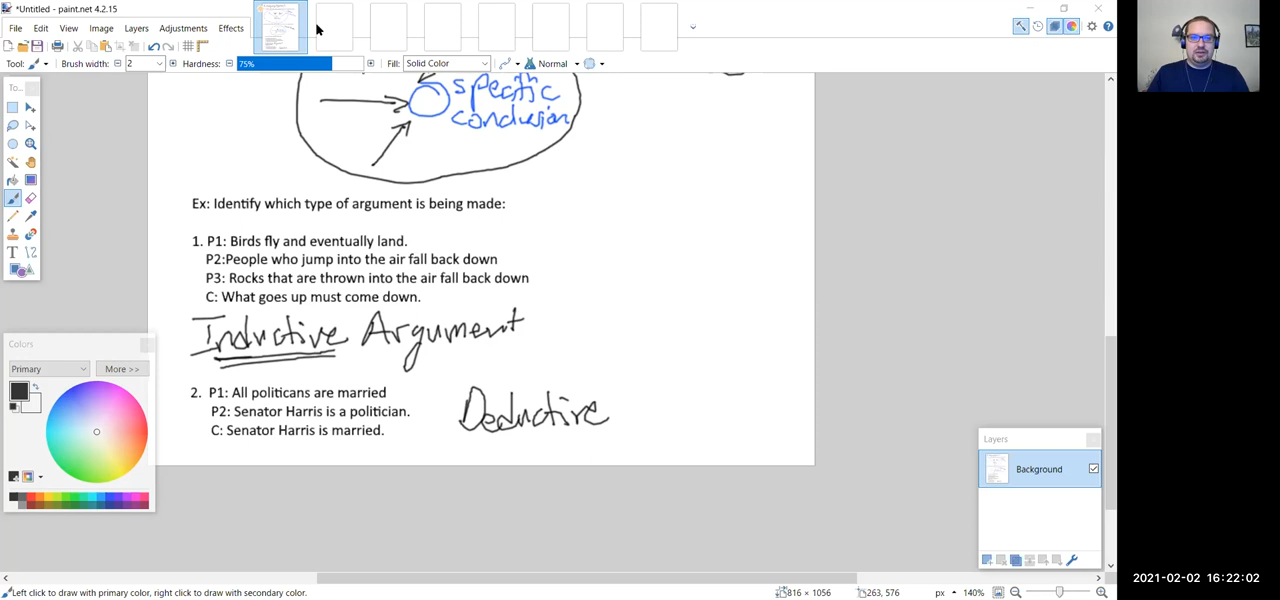 *Untitled - paint.net 4.2.15
File Edit View Image Layers Adjustments Effects
Tool: Brush width: 2 Hardness: 75% Fill: Solid Color Normal
To...
specific
conclusion
Ex: Identify which type of argument is being made:
1. P1: Birds fly and eventually land.
P2:People who jump into the air fall back down
P3: Rocks that are thrown into the air fall back down
C: What goes up must come down.
Inductive Argument
2. P1: All politicans are married
P2: Senator Harris is a politician.
C: Senator Harris is married.
Deductive
Colors
Primary More >>
Layers
Background
2021-02-02 16:22:02
Left click to draw with primary color, right click to draw with secondary color. 816 × 1056 263, 576 px 140%